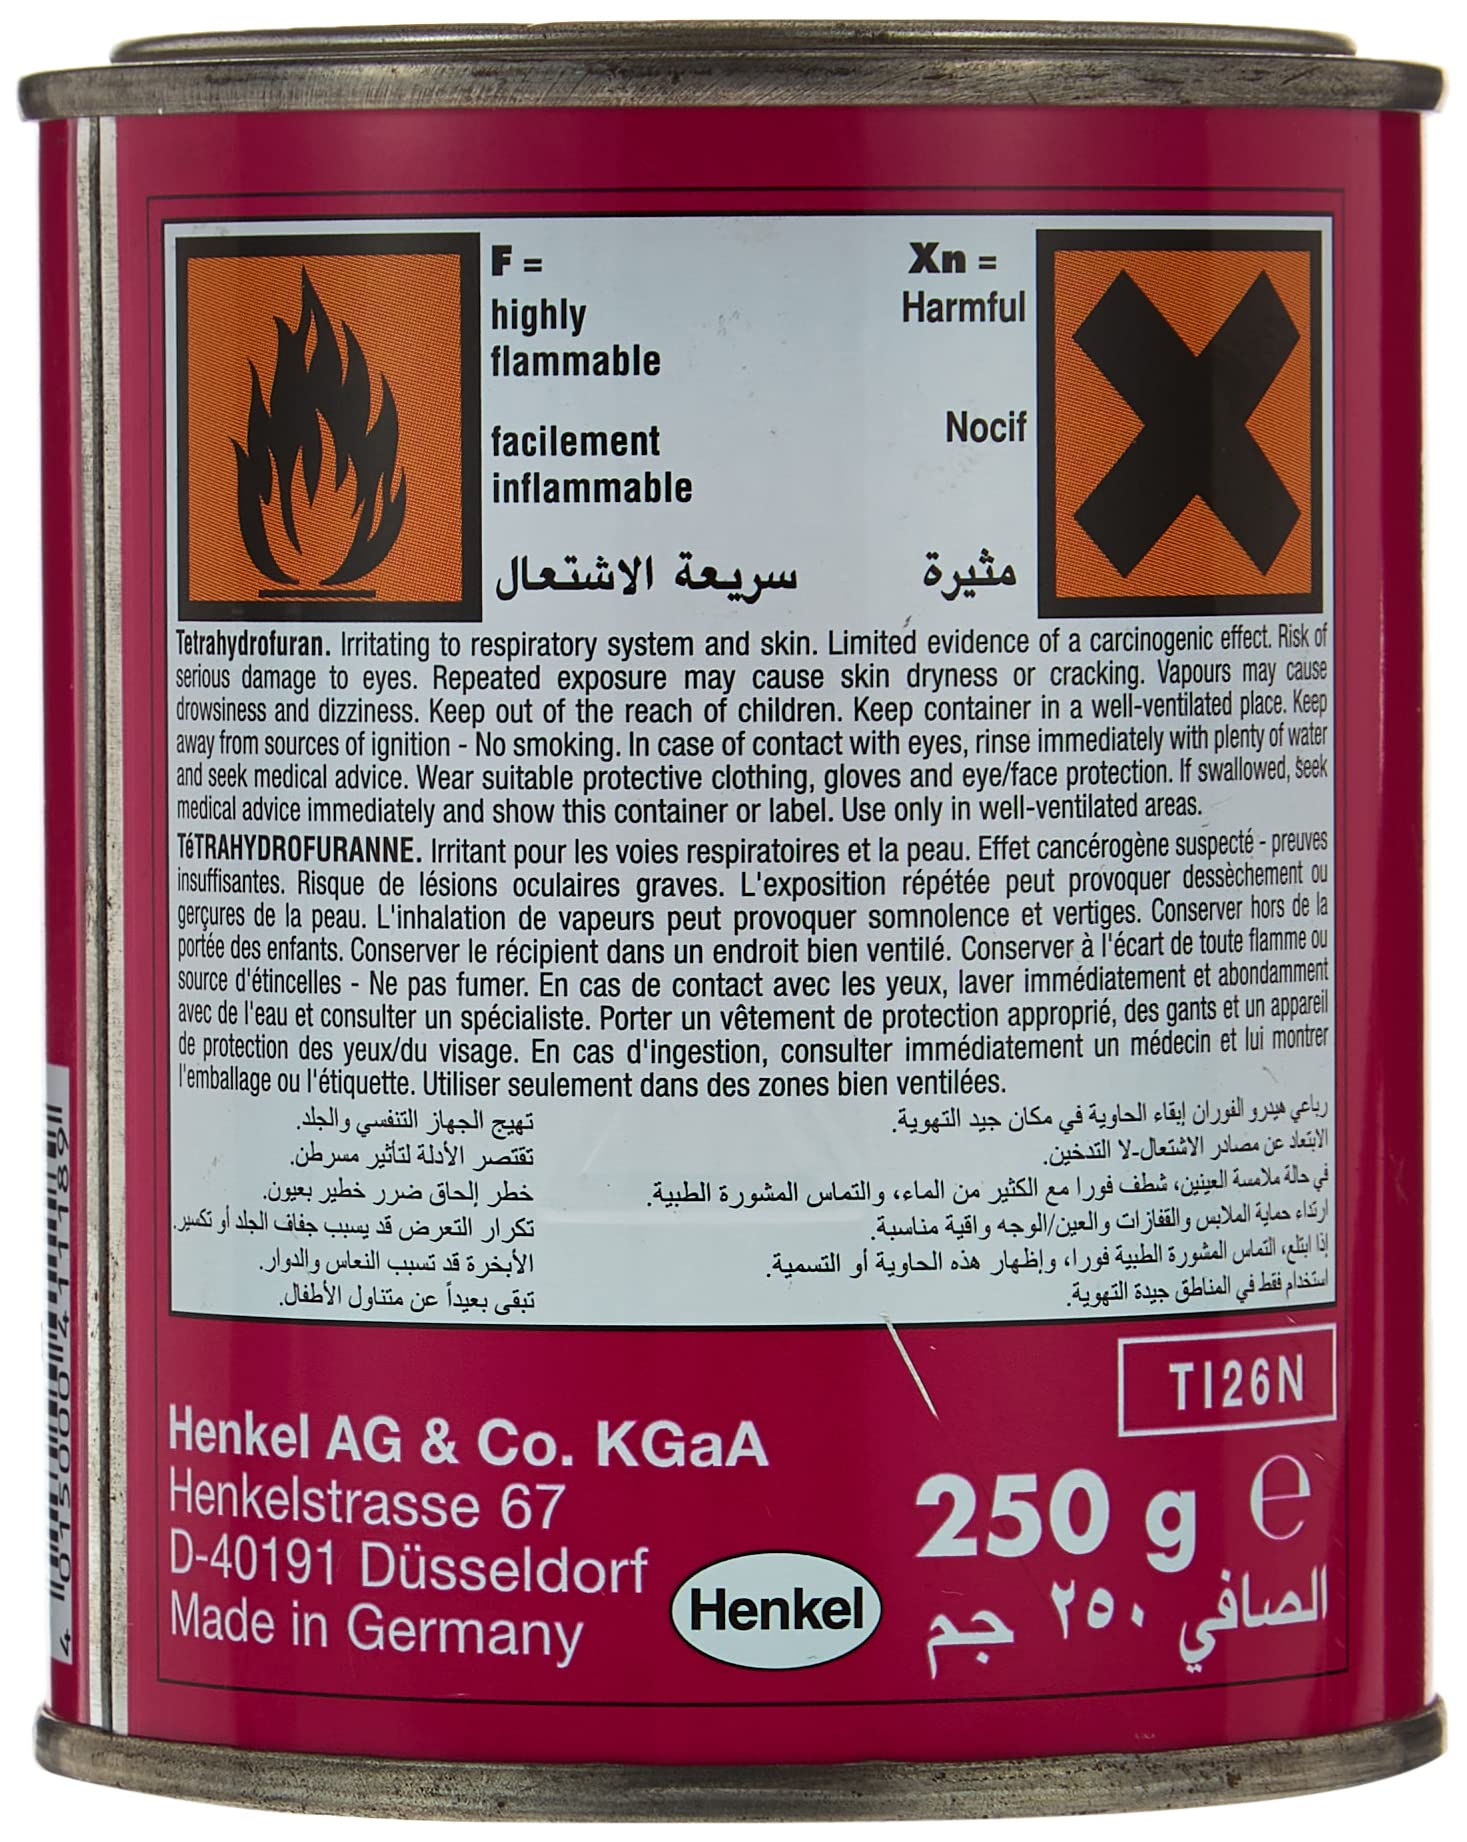 F =
highly
flammable
facilement
inflammable
سريعة الاشتعال
Xn =
Harmful
Nocif
مثيرة
Tetrahydrofuran. Irritating to respiratory system and skin. Limited evidence of a carcinogenic effect. Risk of
serious damage to eyes. Repeated exposure may cause skin dryness or cracking. Vapours may cause
drowsiness and dizziness. Keep out of the reach of children. Keep container in a well-ventilated place. Keep
away from sources of ignition - No smoking. In case of contact with eyes, rinse immediately with plenty of water
and seek medical advice. Wear suitable protective clothing, gloves and eye/face protection. If swallowed, seek
medical advice immediately and show this container or label. Use only in well-ventilated areas.
TéTRAHYDROFURANNE. Irritant pour les voies respiratoires et la peau. Effet cancérogène suspecté - preuves
insuffisantes. Risque de lésions oculaires graves. L'exposition répétée peut provoquer dessèchement ou
gerçures de la peau. L'inhalation de vapeurs peut provoquer somnolence et vertiges. Conserver hors de la
portée des enfants. Conserver le récipient dans un endroit bien ventilé. Conserver à l'écart de toute flamme ou
source d'étincelles - Ne pas fumer. En cas de contact avec les yeux, laver immédiatement et abondamment
avec de l'eau et consulter un spécialiste. Porter un vêtement de protection approprié, des gants et un appareil
de protection des yeux/du visage. En cas d'ingestion, consulter immédiatement un médecin et lui montrer
l'emballage ou l'étiquette. Utiliser seulement dans des zones bien ventilées.
رباعي هيدرو الفوران إبقاء الحاوية في مكان جيد التهوية.
الابتعاد عن مصادر الاشتعال-لا التدخين.
في حالة ملامسة العينين، شطف فورا مع الكثير من الماء، والتماس المشورة الطبية.
ارتداء حماية الملابس والقفازات والعين/الوجه واقية مناسبة.
إذا ابتلع، التماس المشورة الطبية فورا، وإظهار هذه الحاوية أو التسمية.
استخدام فقط في المناطق جيدة التهوية.
تهيج الجهاز التنفسي والجلد.
تقتصر الأدلة لتأثير مسرطن.
خطر إلحاق ضرر خطير بعيون.
تكرار التعرض قد يسبب جفاف الجلد أو تكسير.
الأبخرة قد تسبب النعاس والدوار.
تبقى بعيداً عن متناول الأطفال.
TI26N
Henkel AG & Co. KGaA
Henkelstrasse 67
D-40191 Düsseldorf
Made in Germany
Henkel
250 g ℮
الصافي ٢٥٠ جم
4 015000 411189